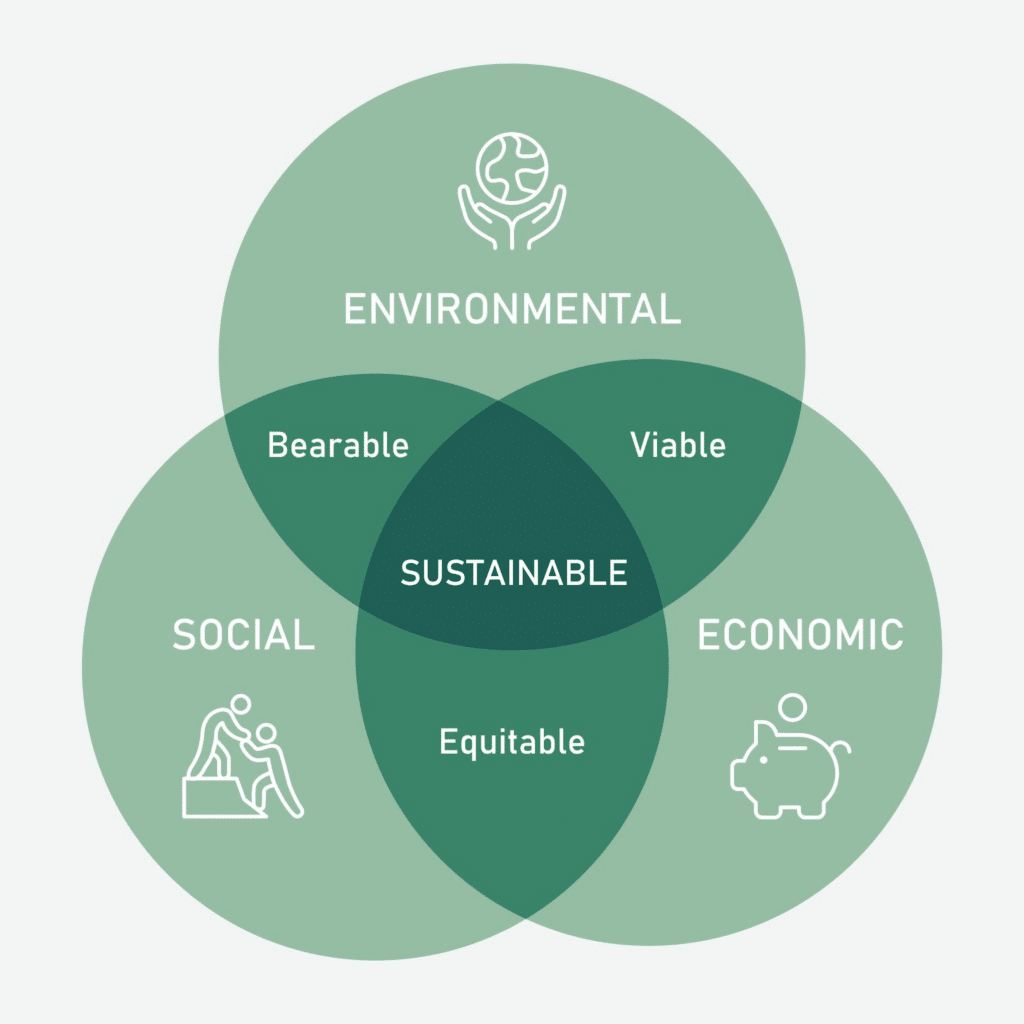 ENVIRONMENTAL
Bearable
Viable
SUSTAINABLE
SOCIAL
ECONOMIC
Equitable